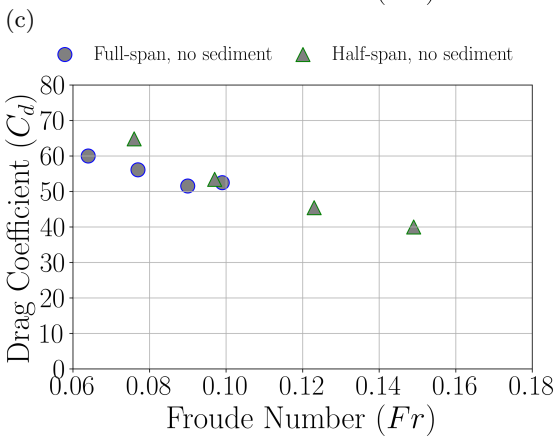 (c)
Full-span, no sediment
Half-span, no sediment
Drag Coefficient (C_d)
80
70
60
50
40
30
20
10
0
0.06 0.08 0.10 0.12 0.14 0.16 0.18
Froude Number (Fr)